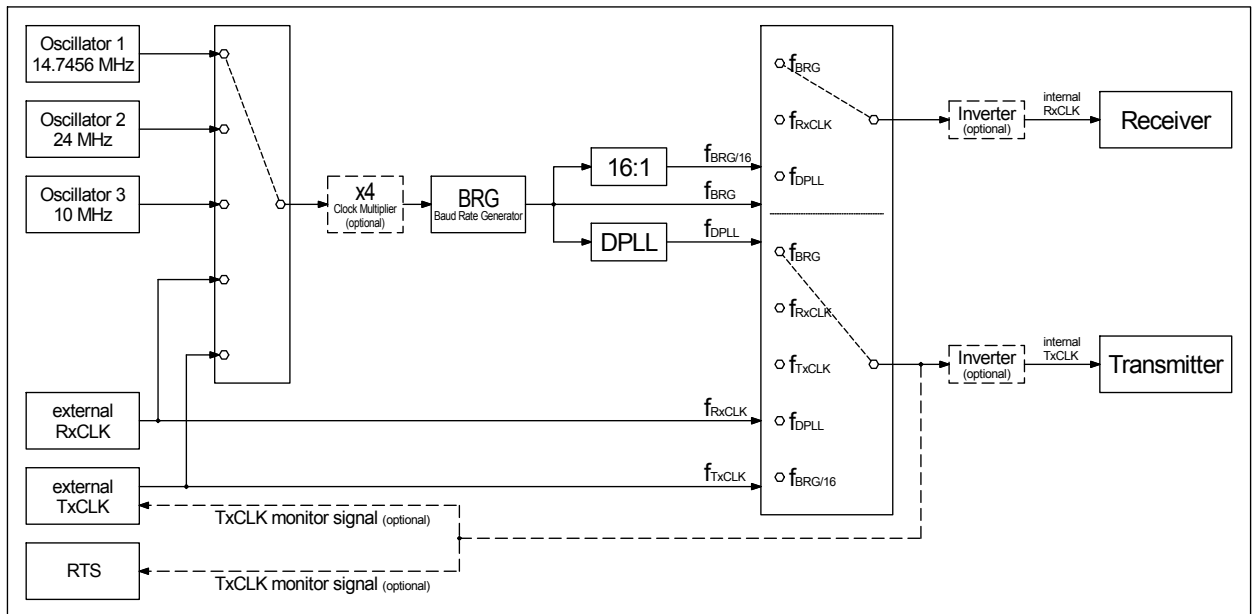 Oscillator 1
14.7456 MHz
Oscillator 2
24 MHz
Oscillator 3
10 MHz
external
RxCLK
external
TxCLK
RTS
x4
Clock Multiplier
(optional)
BRG
Baud Rate Generator
16:1
DPLL
fBRG/16
fBRG
fDPLL
fRxCLK
fTxCLK
fBRG
fRxCLK
fDPLL
fBRG
fRxCLK
fTxCLK
fDPLL
fBRG/16
Inverter
(optional)
internal
RxCLK
Receiver
Inverter
(optional)
internal
TxCLK
Transmitter
TxCLK monitor signal (optional)
TxCLK monitor signal (optional)